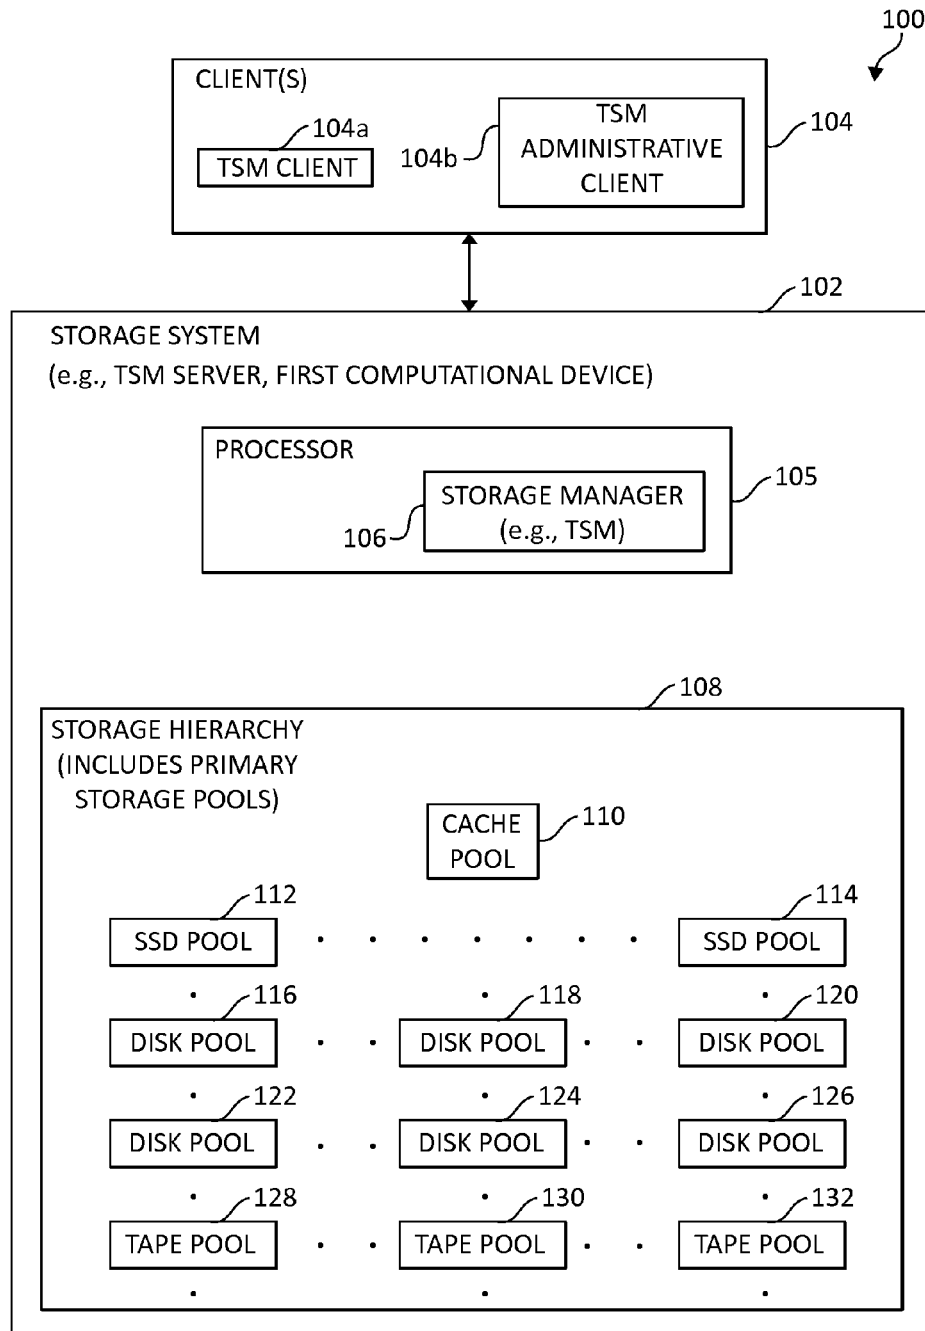 100
CLIENT(S)
104a
TSM CLIENT
104b
TSM
ADMINISTRATIVE
CLIENT
104
102
STORAGE SYSTEM
(e.g., TSM SERVER, FIRST COMPUTATIONAL DEVICE)
PROCESSOR
105
STORAGE MANAGER
(e.g., TSM)
106
108
STORAGE HIERARCHY
(INCLUDES PRIMARY
STORAGE POOLS)
CACHE
POOL
110
112
114
SSD POOL
SSD POOL
116
118
120
DISK POOL
DISK POOL
DISK POOL
122
124
126
DISK POOL
DISK POOL
DISK POOL
128
130
132
TAPE POOL
TAPE POOL
TAPE POOL